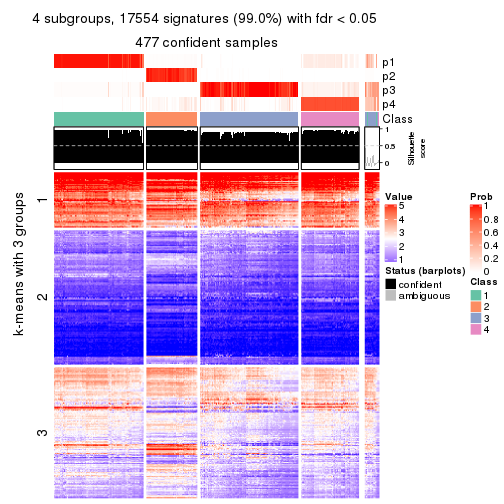 4 subgroups, 17554 signatures (99.0%) with fdr < 0.05
477 confident samples
p1
p2
p3
p4
Class
1
0.5
0
Silhouette
score
k-means with 3 groups
1
2
3
Value
5
4
3
2
1
Status (barplots)
confident
ambiguous
Prob
1
0.8
0.6
0.4
0.2
0
Class
1
2
3
4